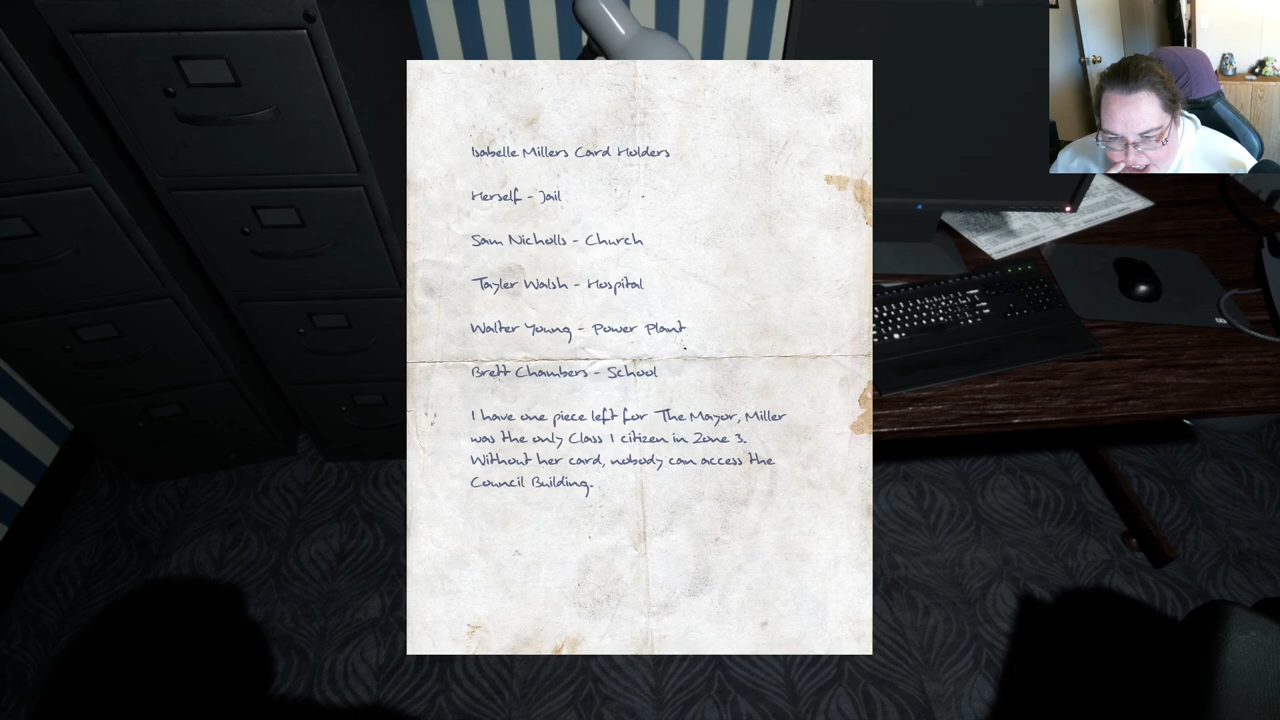 Isabelle Millers Card Holders
Herself - Jail
Sam Nicholls - Church
Tayler Walsh - Hospital
Walter Young - Power Plant
Brett Chambers - School
I have one piece left for The Mayor, Miller
was the only Class 1 citizen in Zone 3.
Without her card, nobody can access the
Council Building.